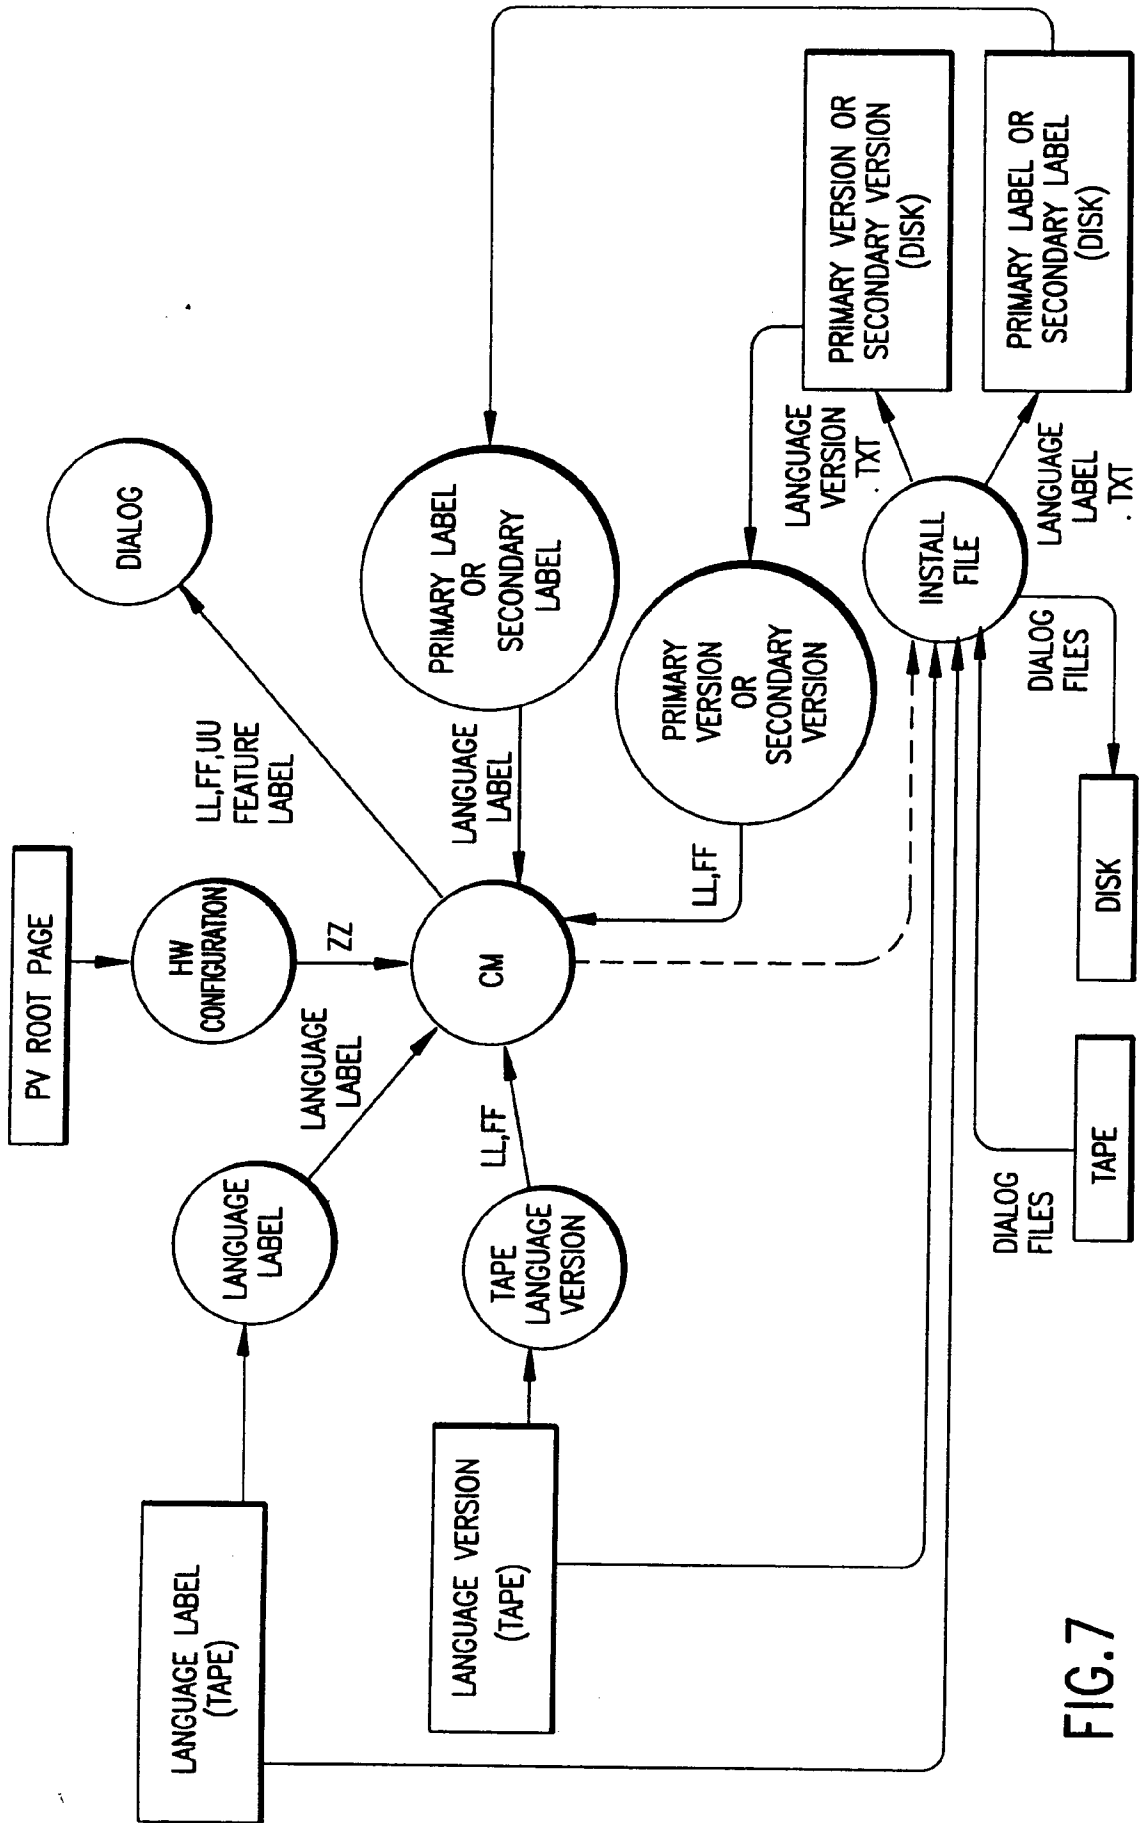 PV ROOT PAGE
HW
CONFIGURATION
ZZ
DIALOG
LL,FF,UU
FEATURE
LABEL
LANGUAGE LABEL
(TAPE)
LANGUAGE
LABEL
LANGUAGE
LABEL
CM
LANGUAGE
LABEL
PRIMARY LABEL
OR
SECONDARY
LABEL
LANGUAGE VERSION
(TAPE)
TAPE
LANGUAGE
VERSION
LL,FF
LL,FF
PRIMARY
VERSION
OR
SECONDARY
VERSION
LANGUAGE
VERSION
. TXT
PRIMARY VERSION OR
SECONDARY VERSION
(DISK)
INSTALL
FILE
LANGUAGE
LABEL
. TXT
PRIMARY LABEL OR
SECONDARY LABEL
(DISK)
DIALOG
FILES
TAPE
DIALOG
FILES
DISK
FIG.7